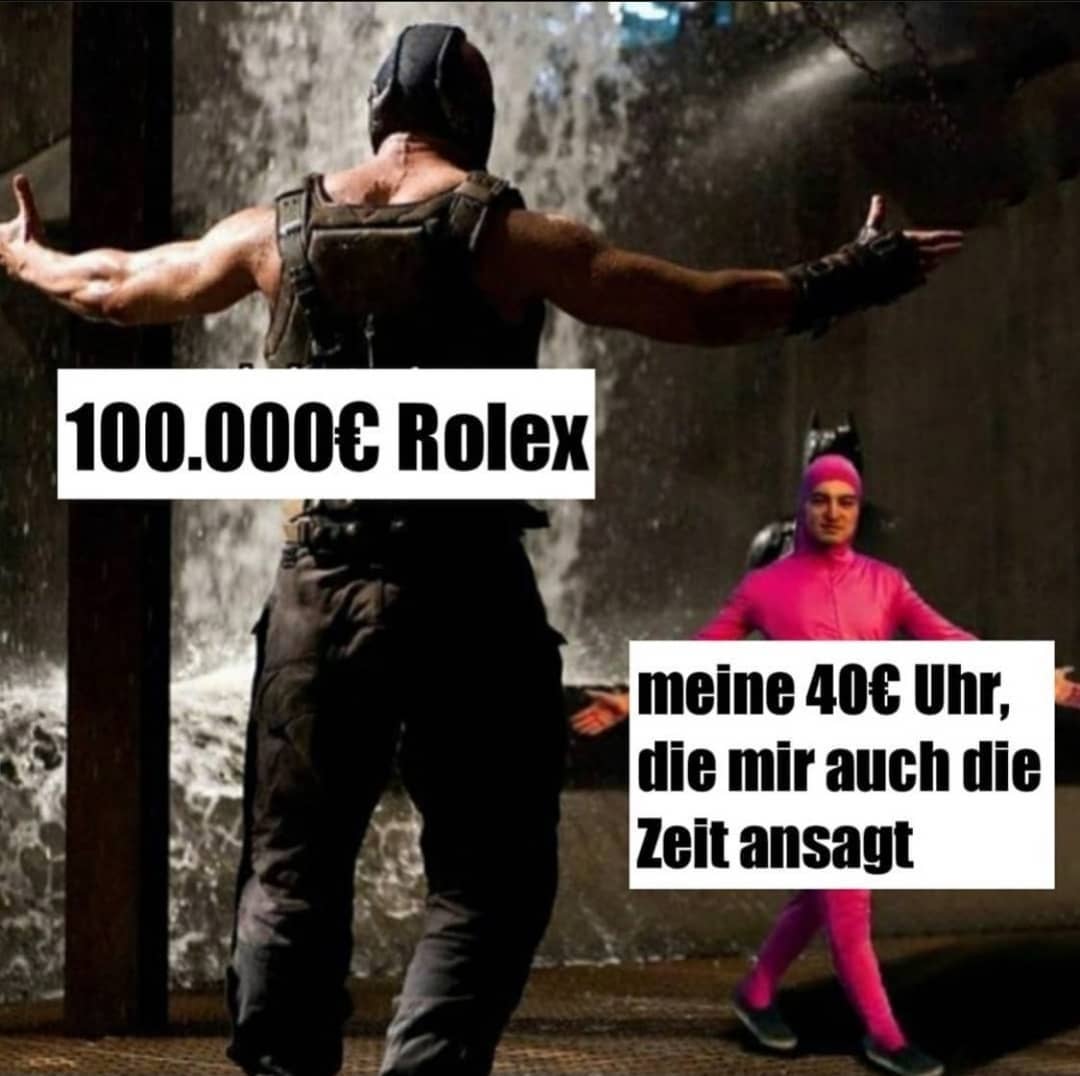 100.000€ Rolex
meine 40€ Uhr,
die mir auch die
Zeit ansagt